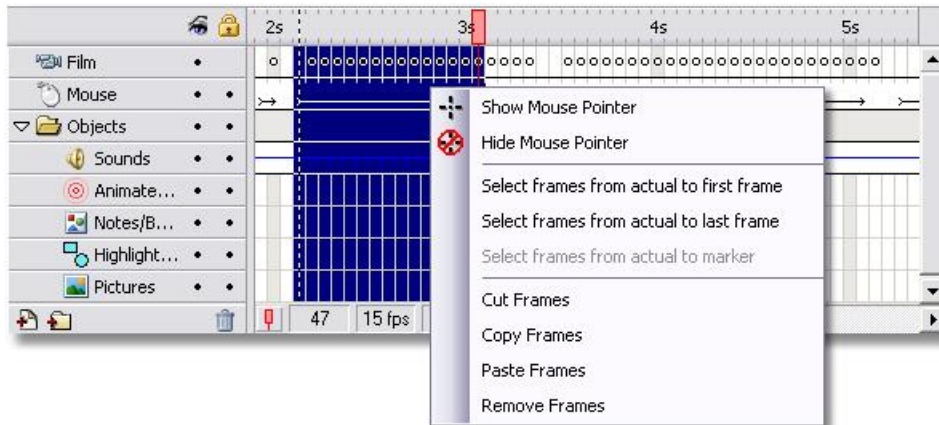 2s 3s 4s 5s
Film
Mouse
Objects
Sounds
Animate...
Notes/B...
Highlight...
Pictures
47 15 fps
Show Mouse Pointer
Hide Mouse Pointer
Select frames from actual to first frame
Select frames from actual to last frame
Select frames from actual to marker
Cut Frames
Copy Frames
Paste Frames
Remove Frames